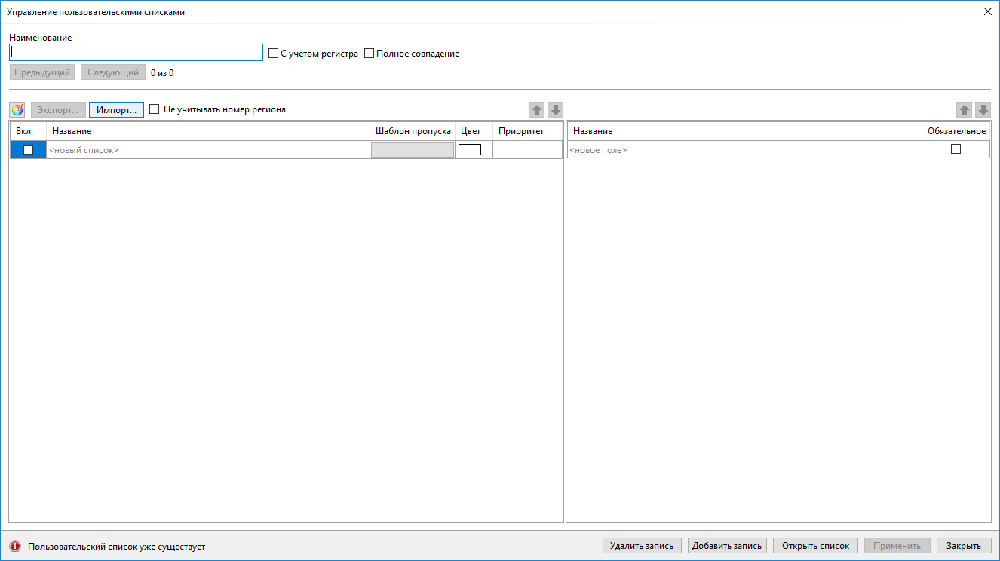 Управление пользовательскими списками
Наименование
С учетом регистра Полное совпадение
Предыдущий Следующий 0 из 0
Экспорт... Импорт... Не учитывать номер региона
Вкл. Название Шаблон пропуска Цвет Приоритет Название Обязательное
<новый список> <новое поле>
Пользовательский список уже существует Удалить запись Добавить запись Открыть список Применить Закрыть